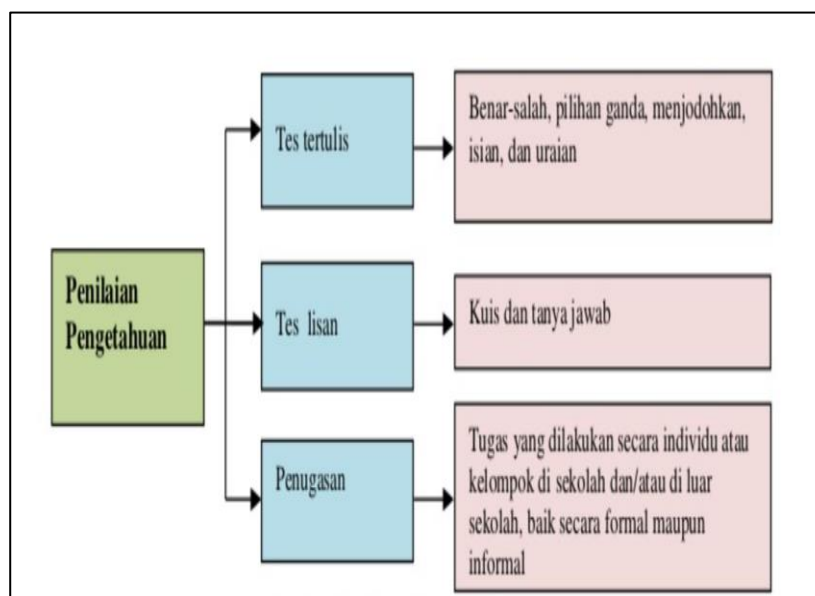 Penilaian
Pengetahuan
Tes tertulis
Benar-salah, pilihan ganda, menjodohkan,
isian, dan uraian
Tes lisan
Kuis dan tanya jawab
Penugasan
Tugas yang dilakukan secara individu atau
kelompok di sekolah dan/atau di luar
sekolah, baik secara formal maupun
informal